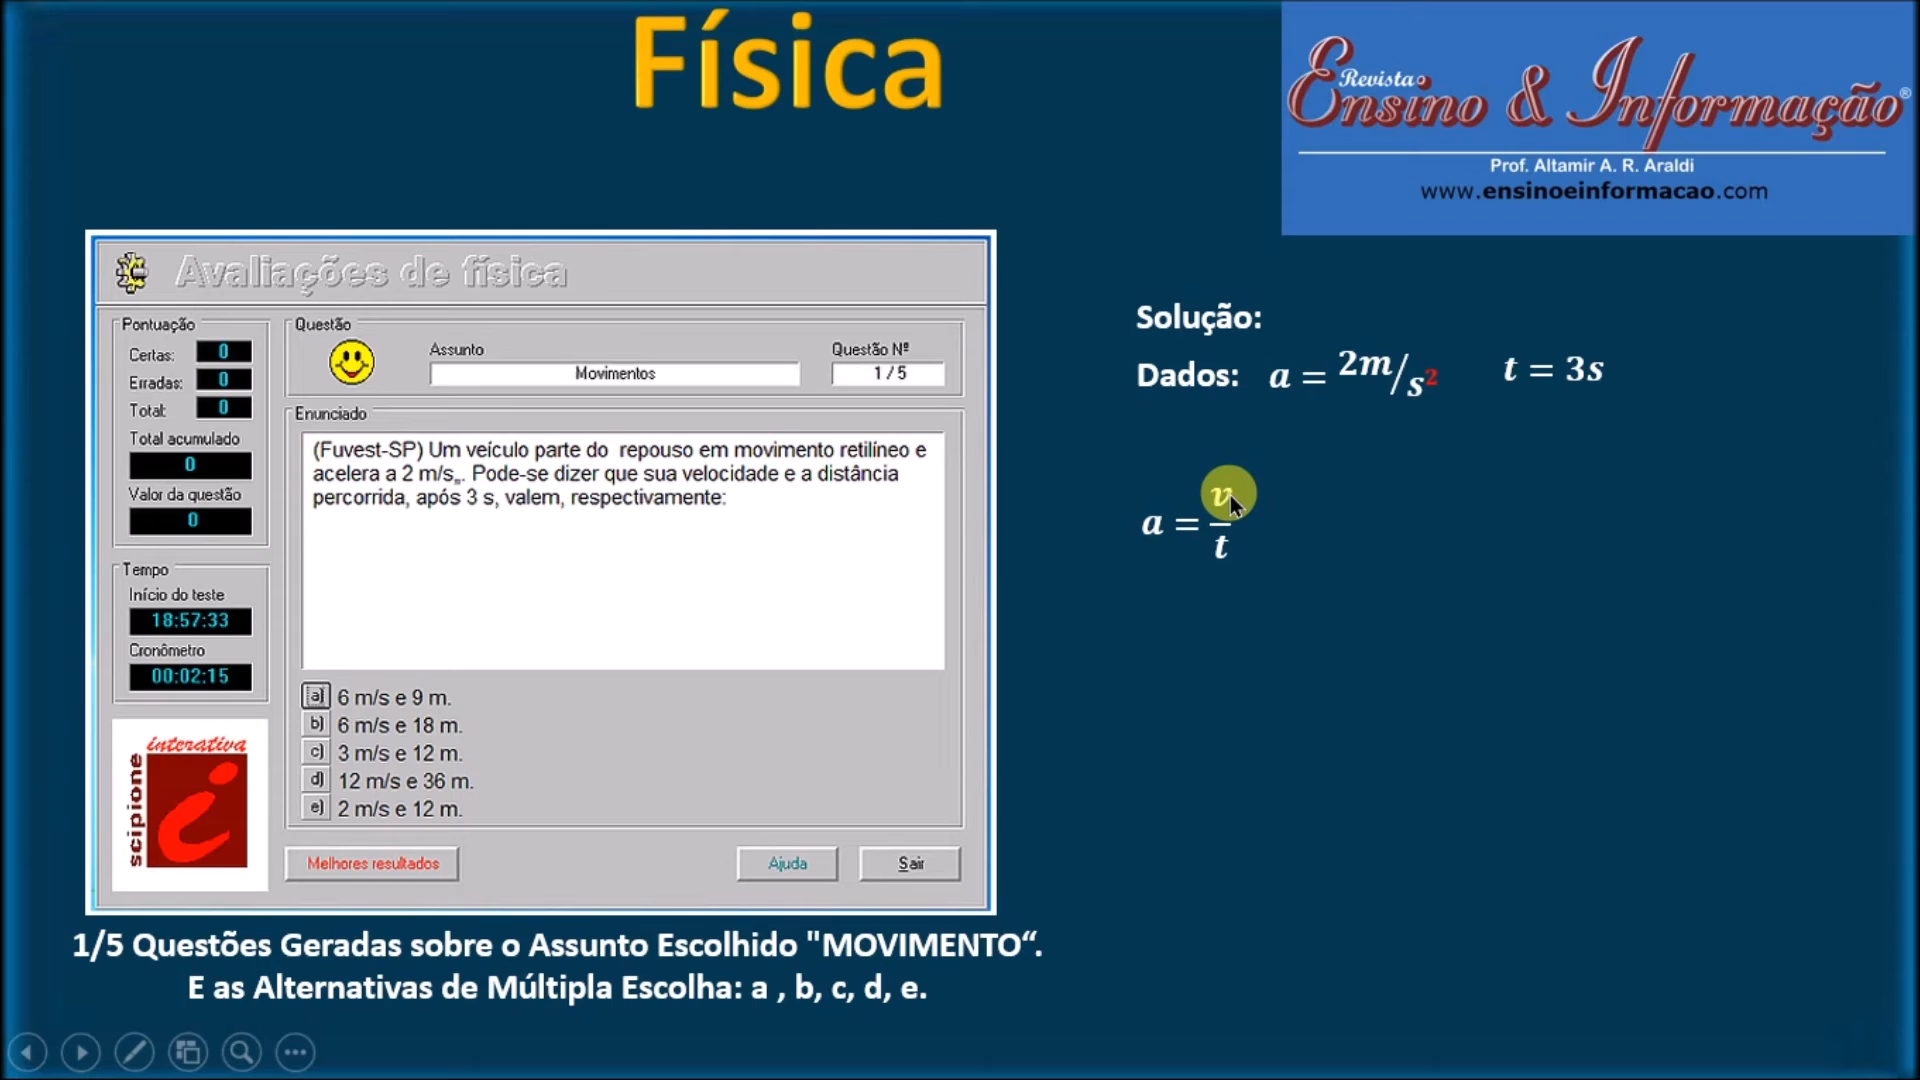 Física
Revista
Ensino & Informação®
Prof. Altamir A. R. Araldi
www.ensinoeinformacao.com
Avaliações de física
Pontuação
Certas: 0
Erradas: 0
Total: 0
Total acumulado
0
Valor da questão
0
Tempo
Início do teste
18:57:33
Cronômetro
00:02:15
interativa
scipione
i
Questão
Assunto
Movimentos
Questão Nº
1 / 5
Enunciado
(Fuvest-SP) Um veículo parte do repouso em movimento retilíneo e
acelera a 2 m/s„. Pode-se dizer que sua velocidade e a distância
percorrida, após 3 s, valem, respectivamente:
a) 6 m/s e 9 m.
b) 6 m/s e 18 m.
c) 3 m/s e 12 m.
d) 12 m/s e 36 m.
e) 2 m/s e 12 m.
Melhores resultados
Ajuda
Sair
Solução:
Dados: a = 2m/s² t = 3s
a = v/t
1/5 Questões Geradas sobre o Assunto Escolhido "MOVIMENTO“.
E as Alternativas de Múltipla Escolha: a , b, c, d, e.